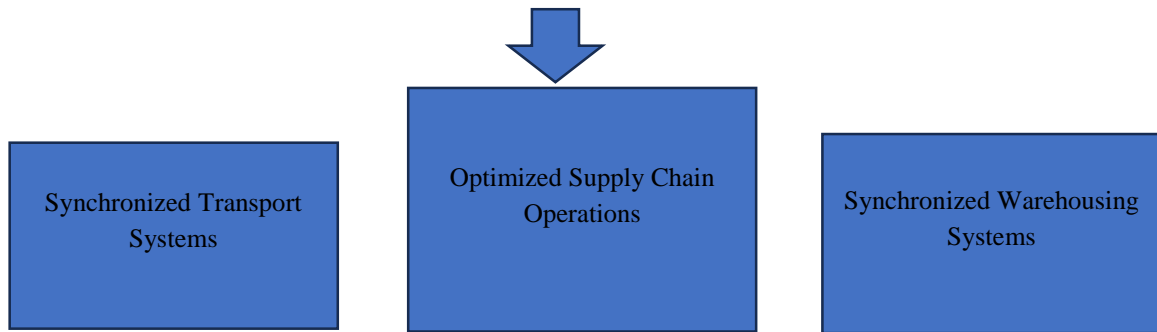 Synchronized Transport
Systems
Optimized Supply Chain
Operations
Synchronized Warehousing
Systems